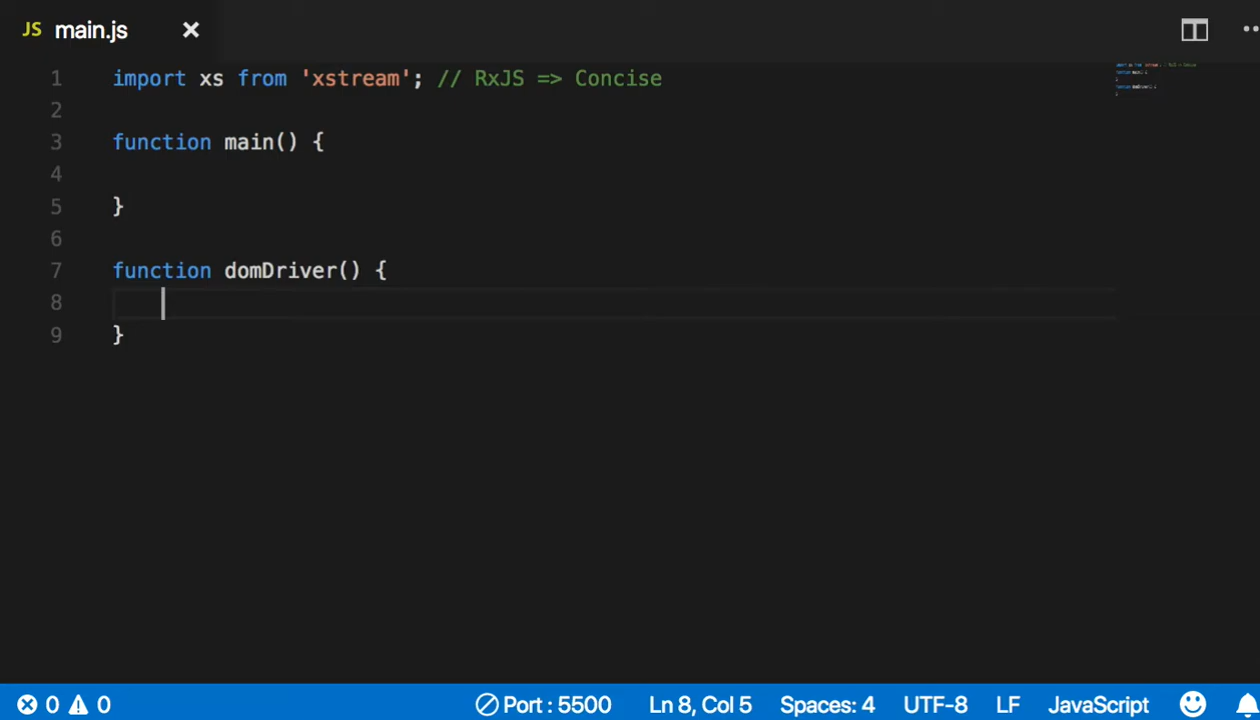 JS main.js
1 import xs from 'xstream'; // RxJS => Concise
2
3 function main() {
4
5 }
6
7 function domDriver() {
8
9 }
0 0 Port : 5500 Ln 8, Col 5 Spaces: 4 UTF-8 LF JavaScript